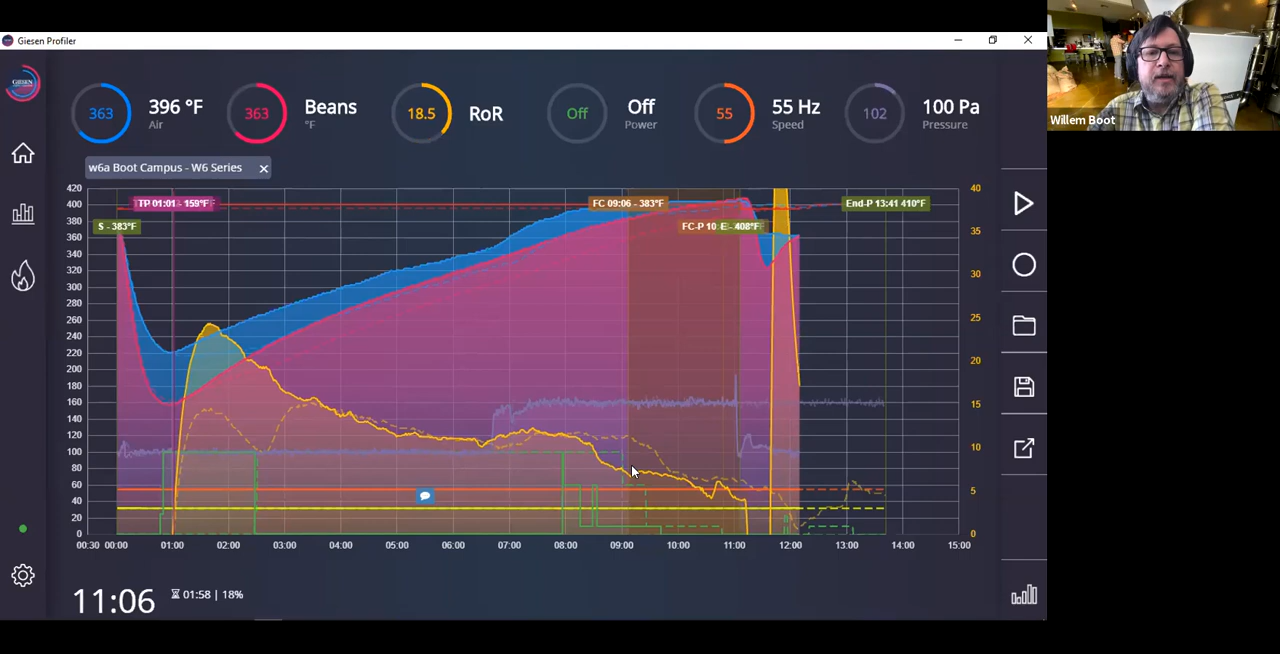 Giesen Profiler
363
396 °F
Air
363
Beans
°F
18.5
RoR
Off
Off
Power
55
55 Hz
Speed
102
100 Pa
Pressure
Willem Boot
w6a Boot Campus - W6 Series
420
400
360
340
320
300
280
260
240
220
200
180
160
140
120
100
80
60
40
20
0
40
35
30
25
20
15
10
5
0
TP 01:01 - 159°F
FC 09:06 - 383°F
End-P 13:41 410°F
S - 383°F
FC-P 10
E - 408°F
00:30 00:00 01:00 02:00 03:00 04:00 05:00 06:00 07:00 08:00 09:00 10:00 11:00 12:00 13:00 14:00 15:00
11:06
01:58 | 18%